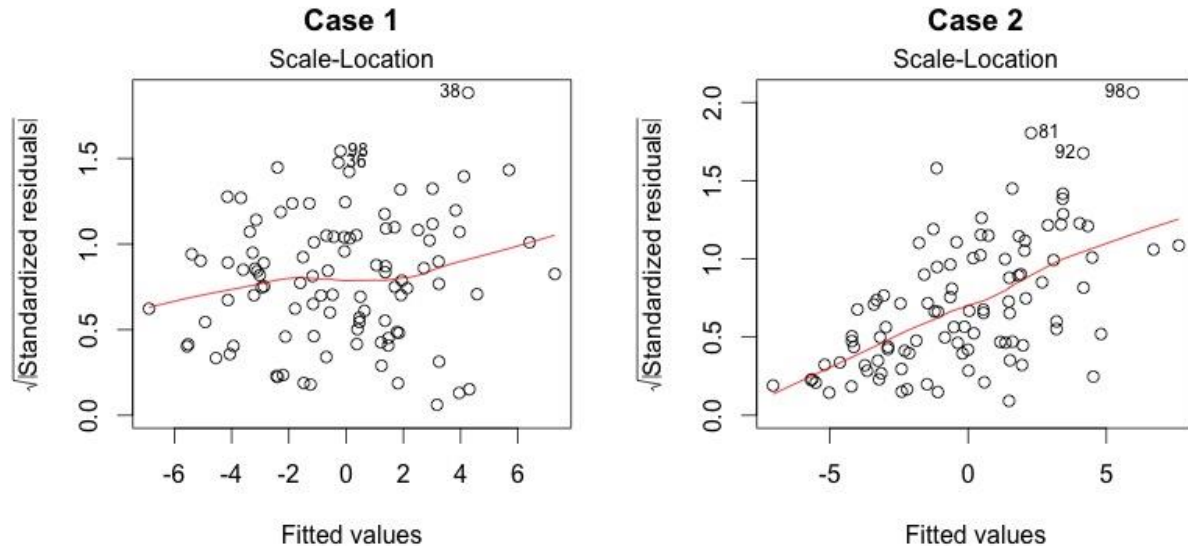 Case 1
Scale-Location
√|Standardized residuals|
0.0 0.5 1.0 1.5
38
98
36
-6 -4 -2 0 2 4 6
Fitted values
Case 2
Scale-Location
√|Standardized residuals|
0.0 0.5 1.0 1.5 2.0
98
81
92
-5 0 5
Fitted values